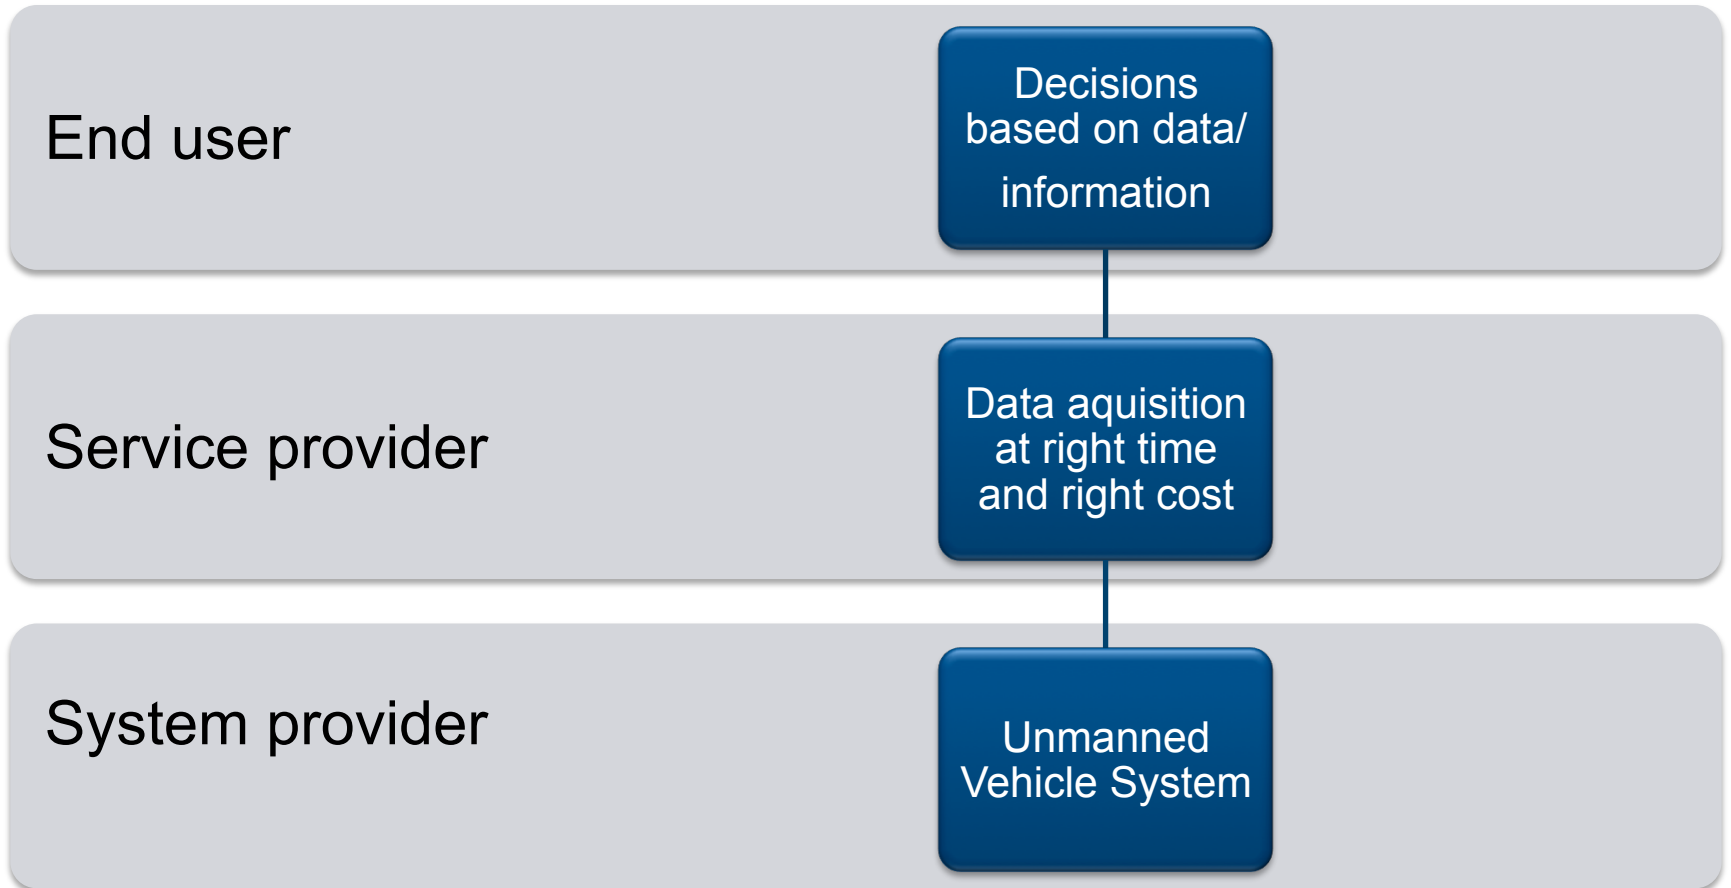 End user
Decisions
based on data/
information
Service provider
Data aquisition
at right time
and right cost
System provider
Unmanned
Vehicle System